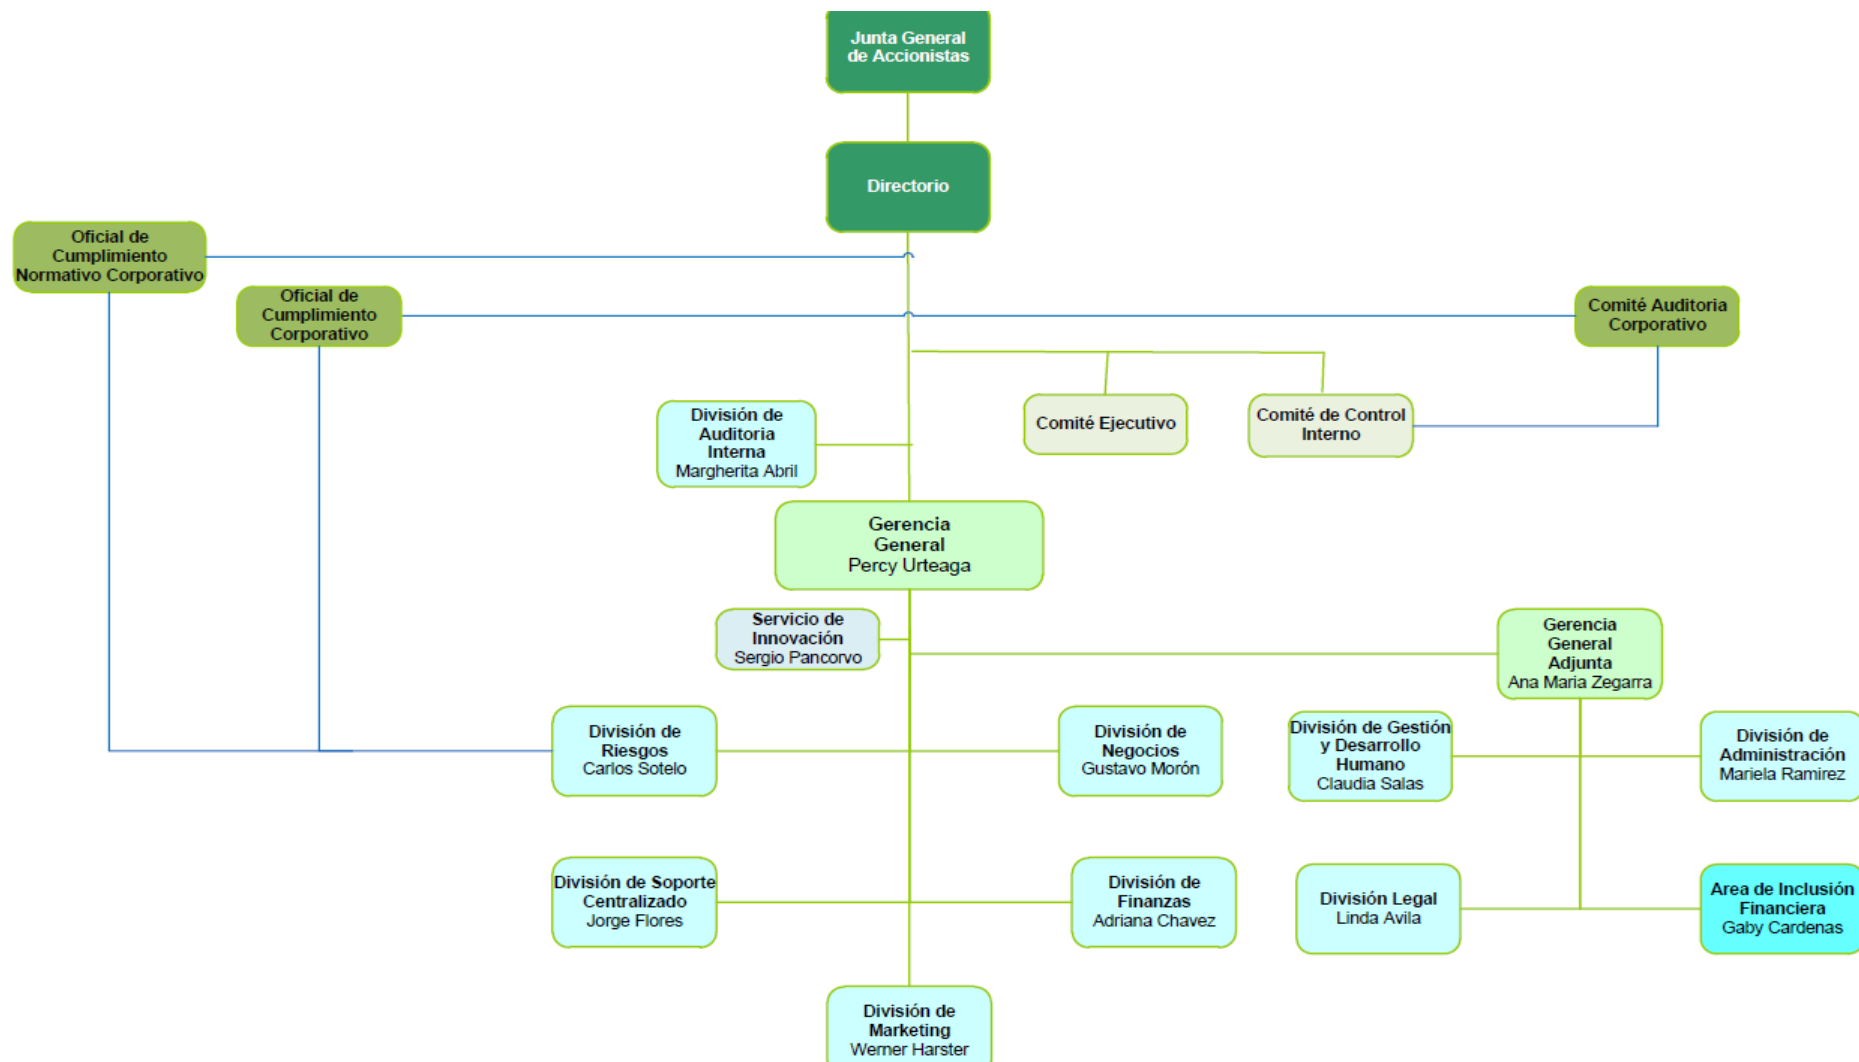 Junta General
de Accionistas
Directorio
Oficial de
Cumplimiento
Normativo Corporativo
Oficial de
Cumplimiento
Corporativo
Comité Auditoria
Corporativo
Comité Ejecutivo
Comité de Control
Interno
División de
Auditoria
Interna
Margherita Abril
Gerencia
General
Percy Urteaga
Servicio de
Innovación
Sergio Pancorvo
Gerencia
General
Adjunta
Ana Maria Zegarra
División de
Riesgos
Carlos Sotelo
División de
Negocios
Gustavo Morón
División de Gestión
y Desarrollo
Humano
Claudia Salas
División de
Administración
Mariela Ramirez
División de Soporte
Centralizado
Jorge Flores
División de
Finanzas
Adriana Chavez
División Legal
Linda Avila
Area de Inclusión
Financiera
Gaby Cardenas
División de
Marketing
Werner Harster